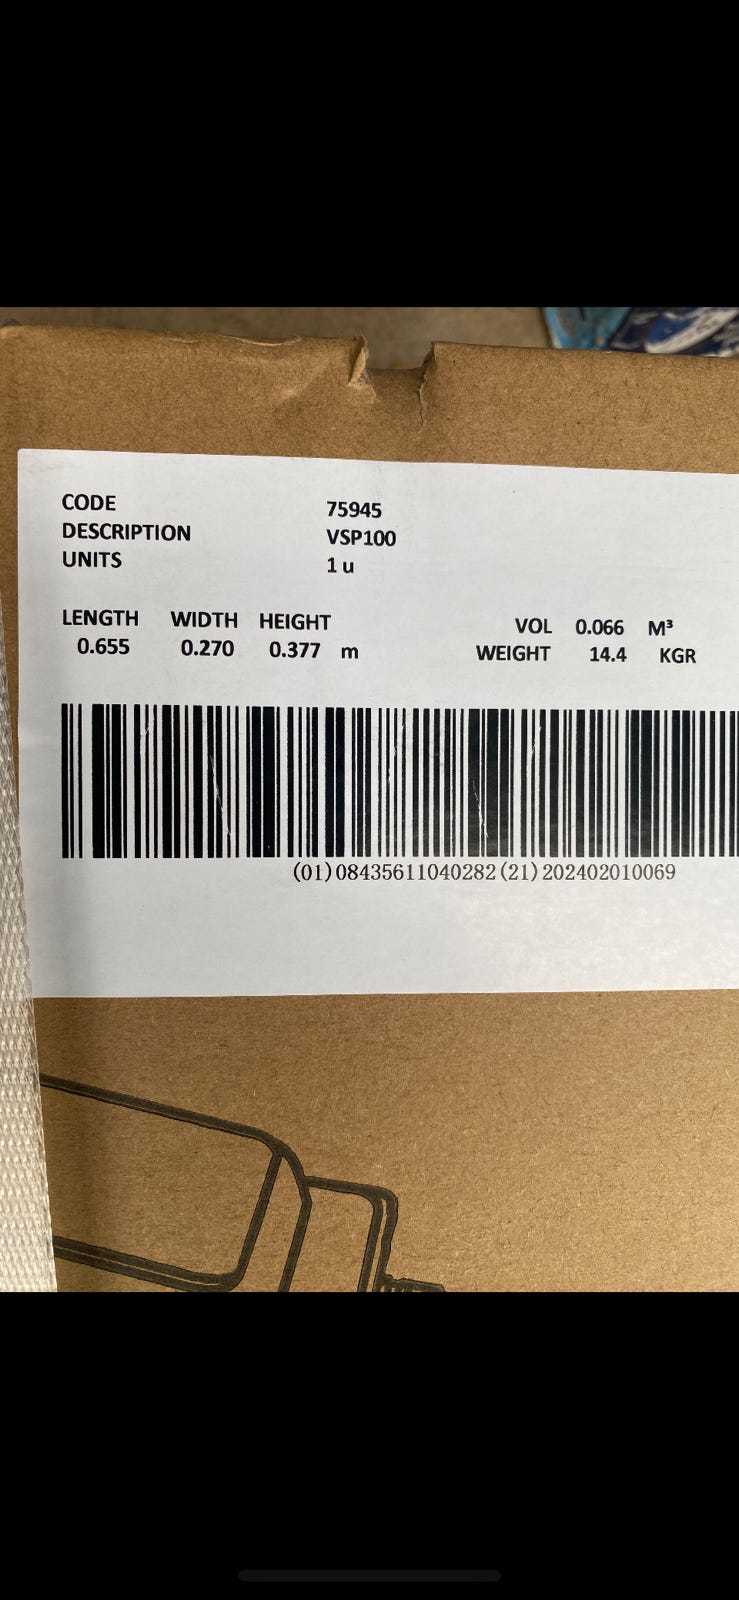 CODE 75945
DESCRIPTION VSP100
UNITS 1 u
LENGTH WIDTH HEIGHT VOL 0.066 M³
0.655 0.270 0.377 m WEIGHT 14.4 KGR
(01)08435611040282(21)202402010069